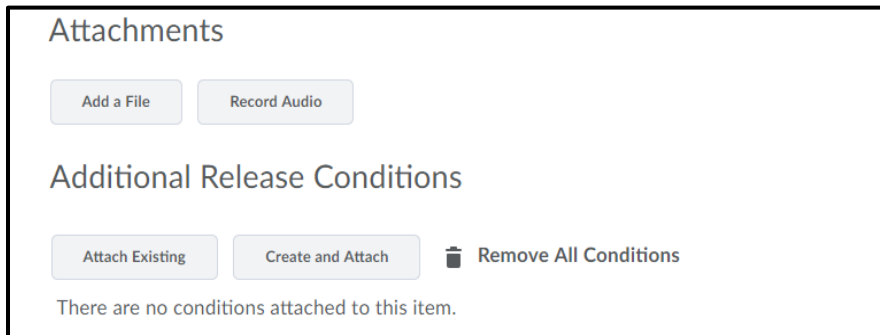 Attachments
Add a File Record Audio
Additional Release Conditions
Attach Existing Create and Attach Remove All Conditions
There are no conditions attached to this item.